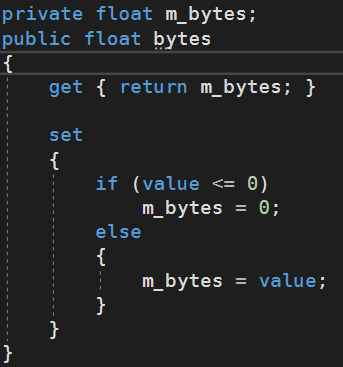 private float m_bytes;
public float bytes
{
    get { return m_bytes; }

    set
    {
        if (value <= 0)
            m_bytes = 0;
        else
        {
            m_bytes = value;
        }
    }
}